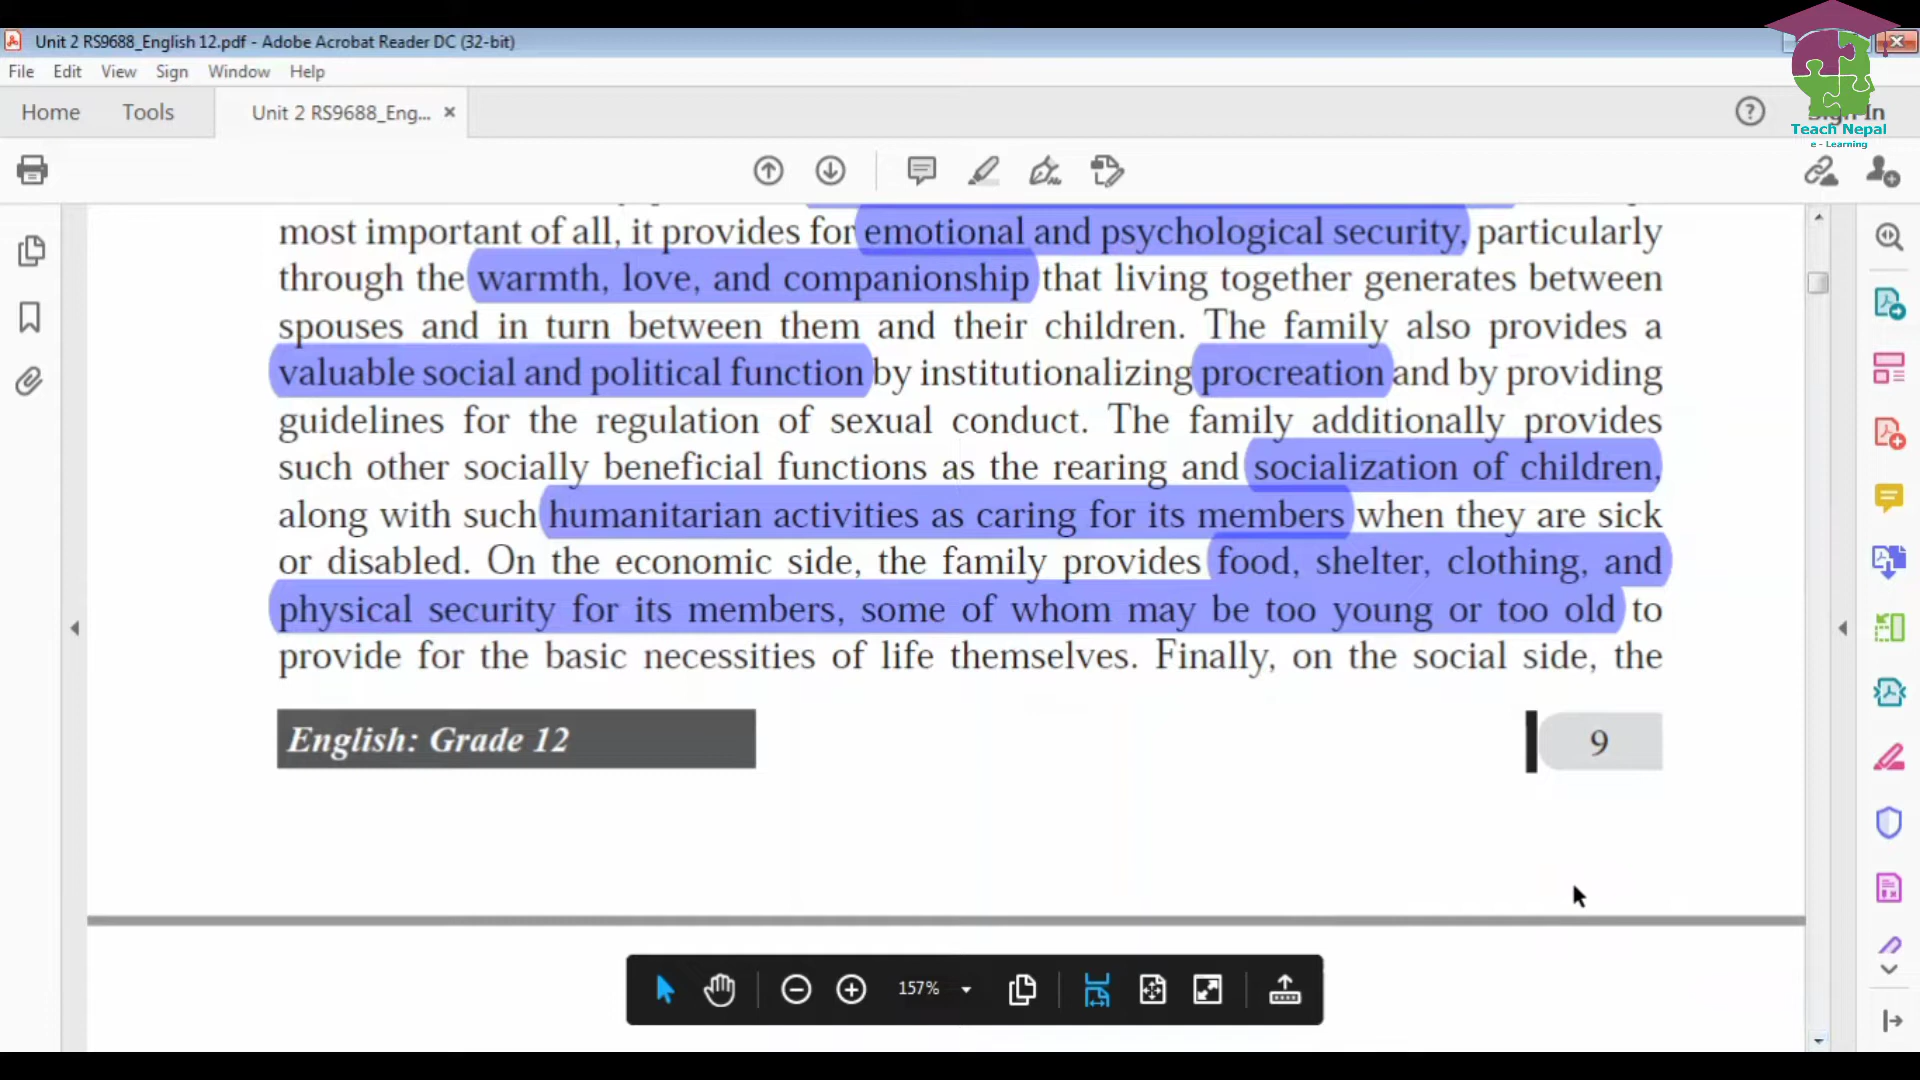 Unit 2 RS9688_English 12.pdf - Adobe Acrobat Reader DC (32-bit)
File Edit View Sign Window Help
Home Tools Unit 2 RS9688_Eng... × Sign In
Teach Nepal
e - Learning
most important of all, it provides for emotional and psychological security, particularly
through the warmth, love, and companionship that living together generates between
spouses and in turn between them and their children. The family also provides a
valuable social and political function by institutionalizing procreation and by providing
guidelines for the regulation of sexual conduct. The family additionally provides
such other socially beneficial functions as the rearing and socialization of children,
along with such humanitarian activities as caring for its members when they are sick
or disabled. On the economic side, the family provides food, shelter, clothing, and
physical security for its members, some of whom may be too young or too old to
provide for the basic necessities of life themselves. Finally, on the social side, the
English: Grade 12
9
157%